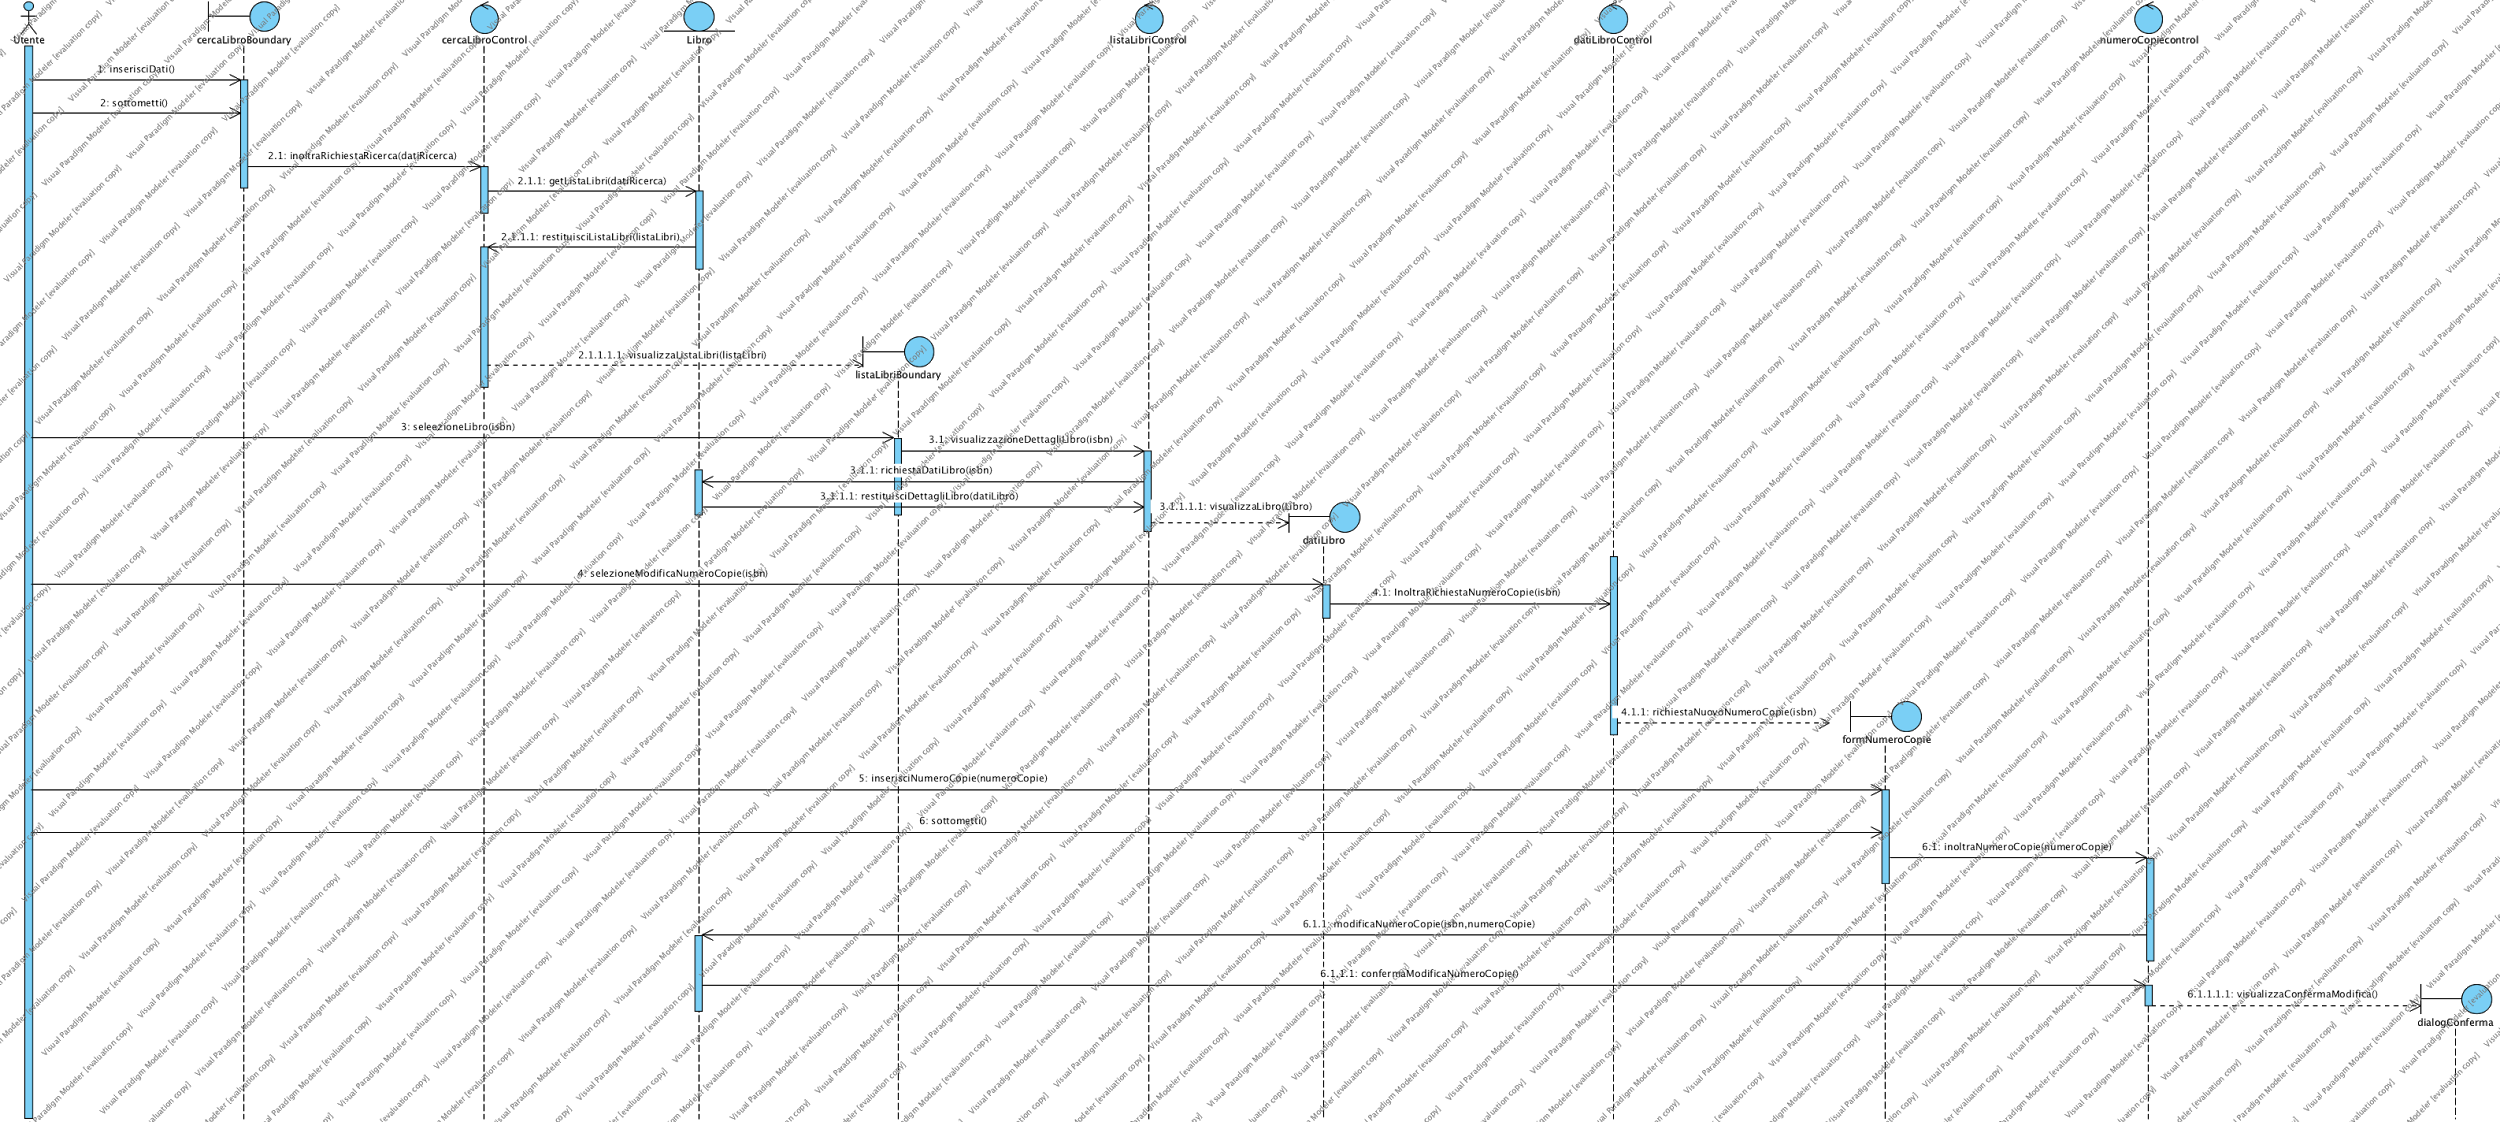 Utente
cercaLibroBoundary
cercaLibroControl
Libro
listaLibriControl
datiLibroControl
numeroCopiecontrol
1: inserisciDati()
2: sottometti()
2.1: inoltraRichiestaRicerca(datiRicerca)
2.1.1: getListaLibri(datiRicerca)
2.1.1.1: restituisciListaLibri(listaLibri)
2.1.1.1.1: visualizzaListaLibri(listaLibri)
listaLibriBoundary
3: selezioneLibro(isbn)
3.1: visualizzazioneDettagliLibro(isbn)
3.1.1: richiestaDatiLibro(isbn)
3.1.1.1: restituisciDettagliLibro(datiLibro)
3.1.1.1.1: visualizzaLibro(Libro)
datiLibro
4: selezioneModificaNumeroCopie(isbn)
4.1: InoltraRichiestaNumeroCopie(isbn)
4.1.1: richiestaNuovoNumeroCopie(isbn)
formNumeroCopie
5: inserisciNumeroCopie(numeroCopie)
6: sottometti()
6.1: inoltraNumeroCopie(numeroCopie)
6.1.1: modificaNumeroCopie(isbn,numeroCopie)
6.1.1.1: confermaModificaNumeroCopie()
6.1.1.1.1: visualizzaConfermaModifica()
dialogConferma
Visual Paradigm Modeler [evaluation copy]